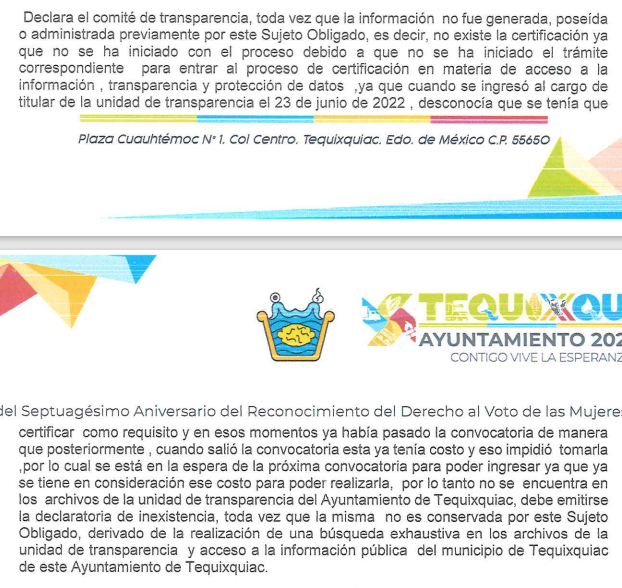 Declara el comité de transparencia, toda vez que la información no fue generada, poseída
o administrada previamente por este Sujeto Obligado, es decir, no existe la certificación ya
que no se ha iniciado con el proceso debido a que no se ha iniciado el trámite
correspondiente para entrar al proceso de certificación en materia de acceso a la
información , transparencia y protección de datos ,ya que cuando se ingresó al cargo de
titular de la unidad de transparencia el 23 de junio de 2022 , desconocía que se tenía que
Plaza Cuauhtémoc N° 1. Col Centro. Tequixquiac. Edo. de México C.P. 55650
TEQUIXQU
AYUNTAMIENTO 202
CONTIGO VIVE LA ESPERANZ
del Septuagésimo Aniversario del Reconocimiento del Derecho al Voto de las Mujeres
certificar como requisito y en esos momentos ya había pasado la convocatoria de manera
que posteriormente , cuando salió la convocatoria esta ya tenía costo y eso impidió tomarla
,por lo cual se está en la espera de la próxima convocatoria para poder ingresar ya que ya
se tiene en consideración ese costo para poder realizarla, por lo tanto no se encuentra en
los archivos de la unidad de transparencia del Ayuntamiento de Tequixquiac, debe emitirse
la declaratoria de inexistencia, toda vez que la misma no es conservada por este Sujeto
Obligado, derivado de la realización de una búsqueda exhaustiva en los archivos de la
unidad de transparencia y acceso a la información pública del municipio de Tequixquiac
de este Ayuntamiento de Tequixquiac.